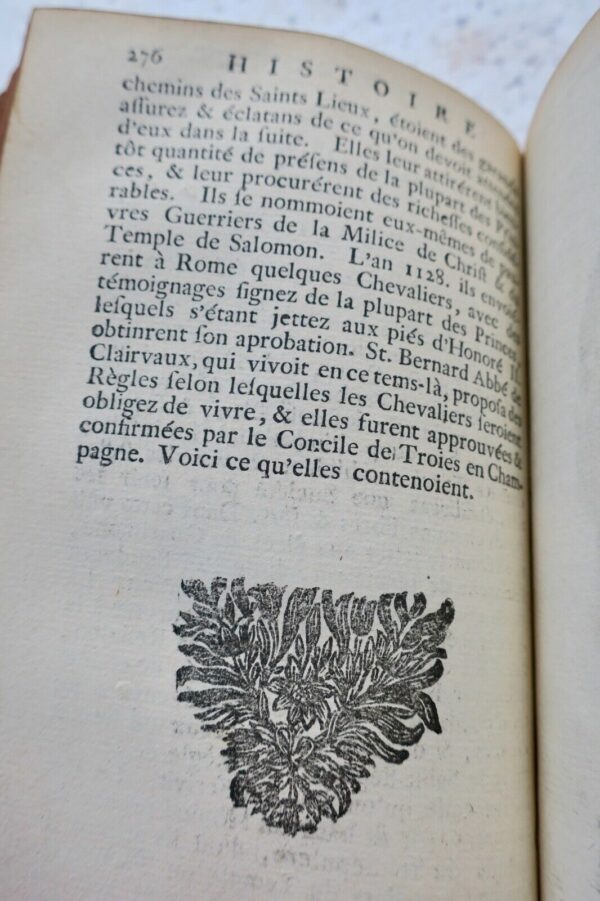 276 HISTOIRE
chemins des Saints Lieux, étoient des
aſſurez & éclatans de ce qu'on devoit
d'eux dans la ſuite. Elles leur attirérent
tôt quantité de préſens de la plupart des
ces, & leur procurérent des richeſſes
rables. Ils ſe nommoient eux-mêmes de
vres Guerriers de la Milice de Chriſt &
Temple de Salomon. L'an 1128. ils
rent à Rome quelques Chevaliers, avec
témoignages ſignez de la plupart des Princes,
leſquels s'étant jettez aux piés d'Honoré II.
obtinrent ſon aprobation. St. Bernard Abbé de
Clairvaux, qui vivoit en ce tems-là, propoſa des
Règles ſelon leſquelles les Chevaliers ſeroient
obligez de vivre, & elles furent approuvées &
confirmées par le Concile de Troies en Cham-
pagne. Voici ce qu'elles contenoient.